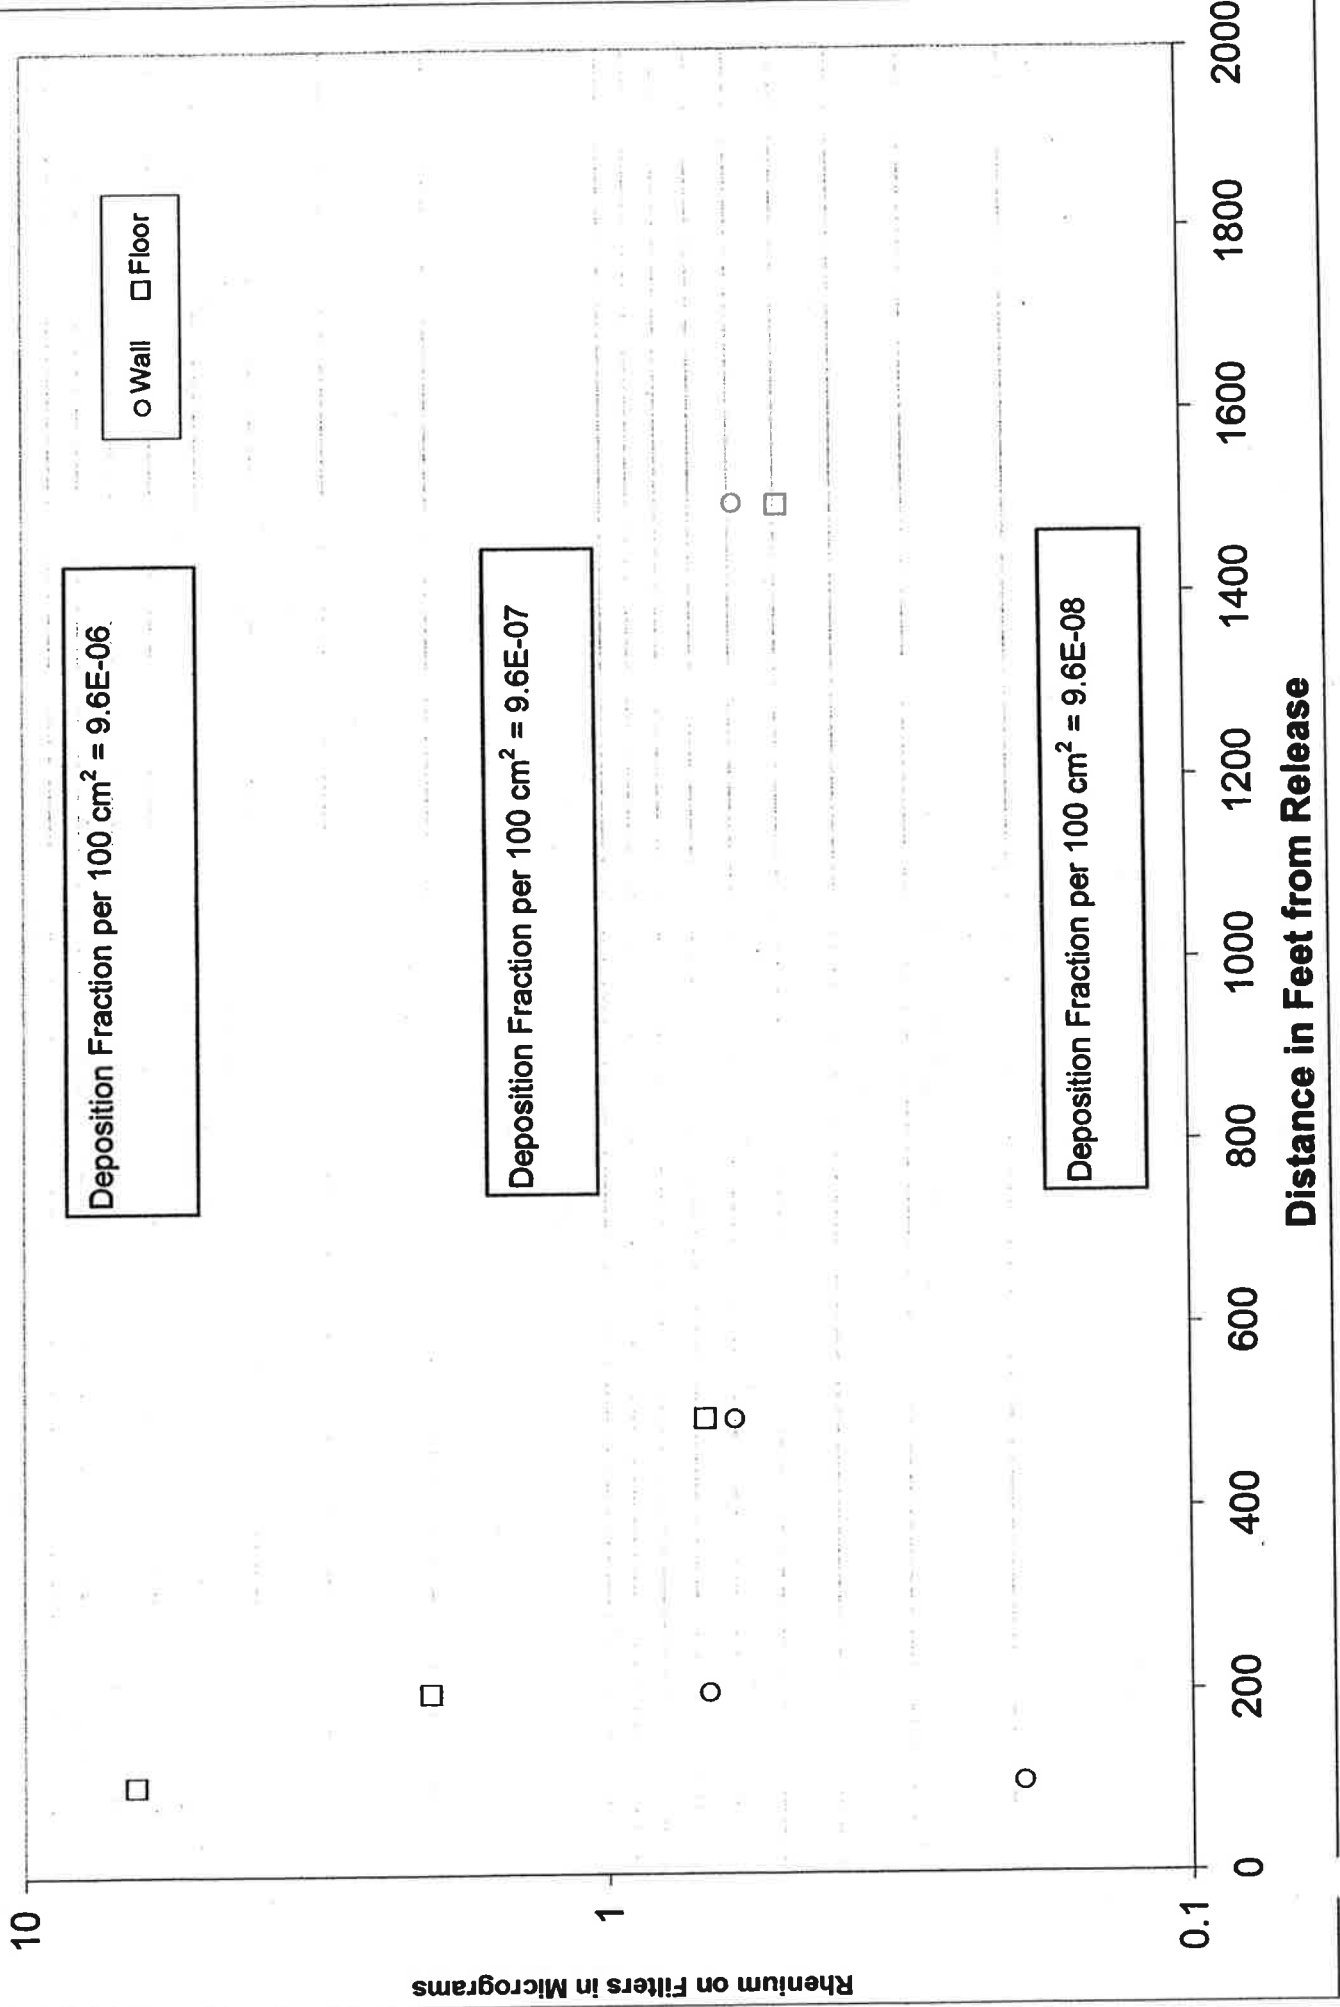 Rhenium on Filters in Micrograms
10
1
0.1
Wall Floor
Deposition Fraction per 100 cm² = 9.6E-06
Deposition Fraction per 100 cm² = 9.6E-07
Deposition Fraction per 100 cm² = 9.6E-08
0 200 400 600 800 1000 1200 1400 1600 1800 2000
Distance in Feet from Release